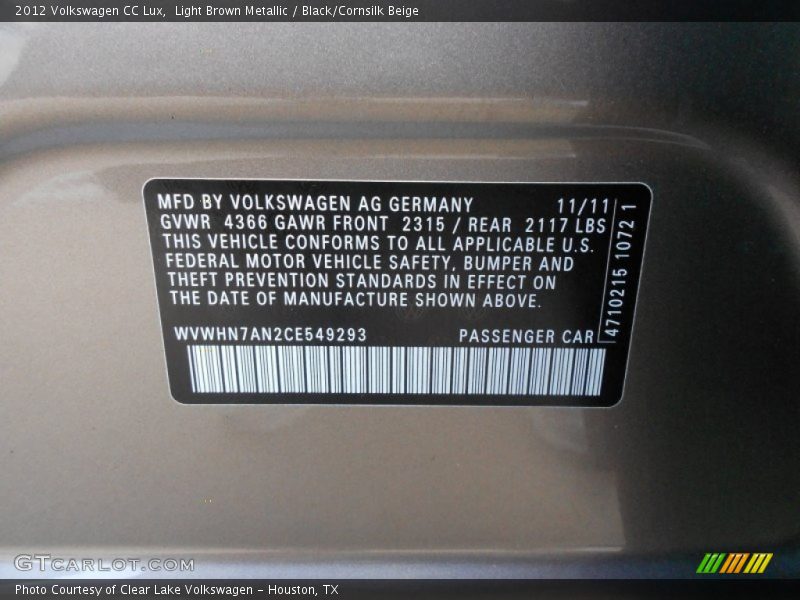 2012 Volkswagen CC Lux,  Light Brown Metallic / Black/Cornsilk Beige
MFD BY VOLKSWAGEN AG GERMANY 11/11
GVWR 4366 GAWR FRONT 2315 / REAR 2117 LBS
THIS VEHICLE CONFORMS TO ALL APPLICABLE U.S.
FEDERAL MOTOR VEHICLE SAFETY, BUMPER AND
THEFT PREVENTION STANDARDS IN EFFECT ON
THE DATE OF MANUFACTURE SHOWN ABOVE.
WVWHN7AN2CE549293 PASSENGER CAR
4710215 1072 1
GTCARLOT.COM
Photo Courtesy of Clear Lake Volkswagen - Houston, TX